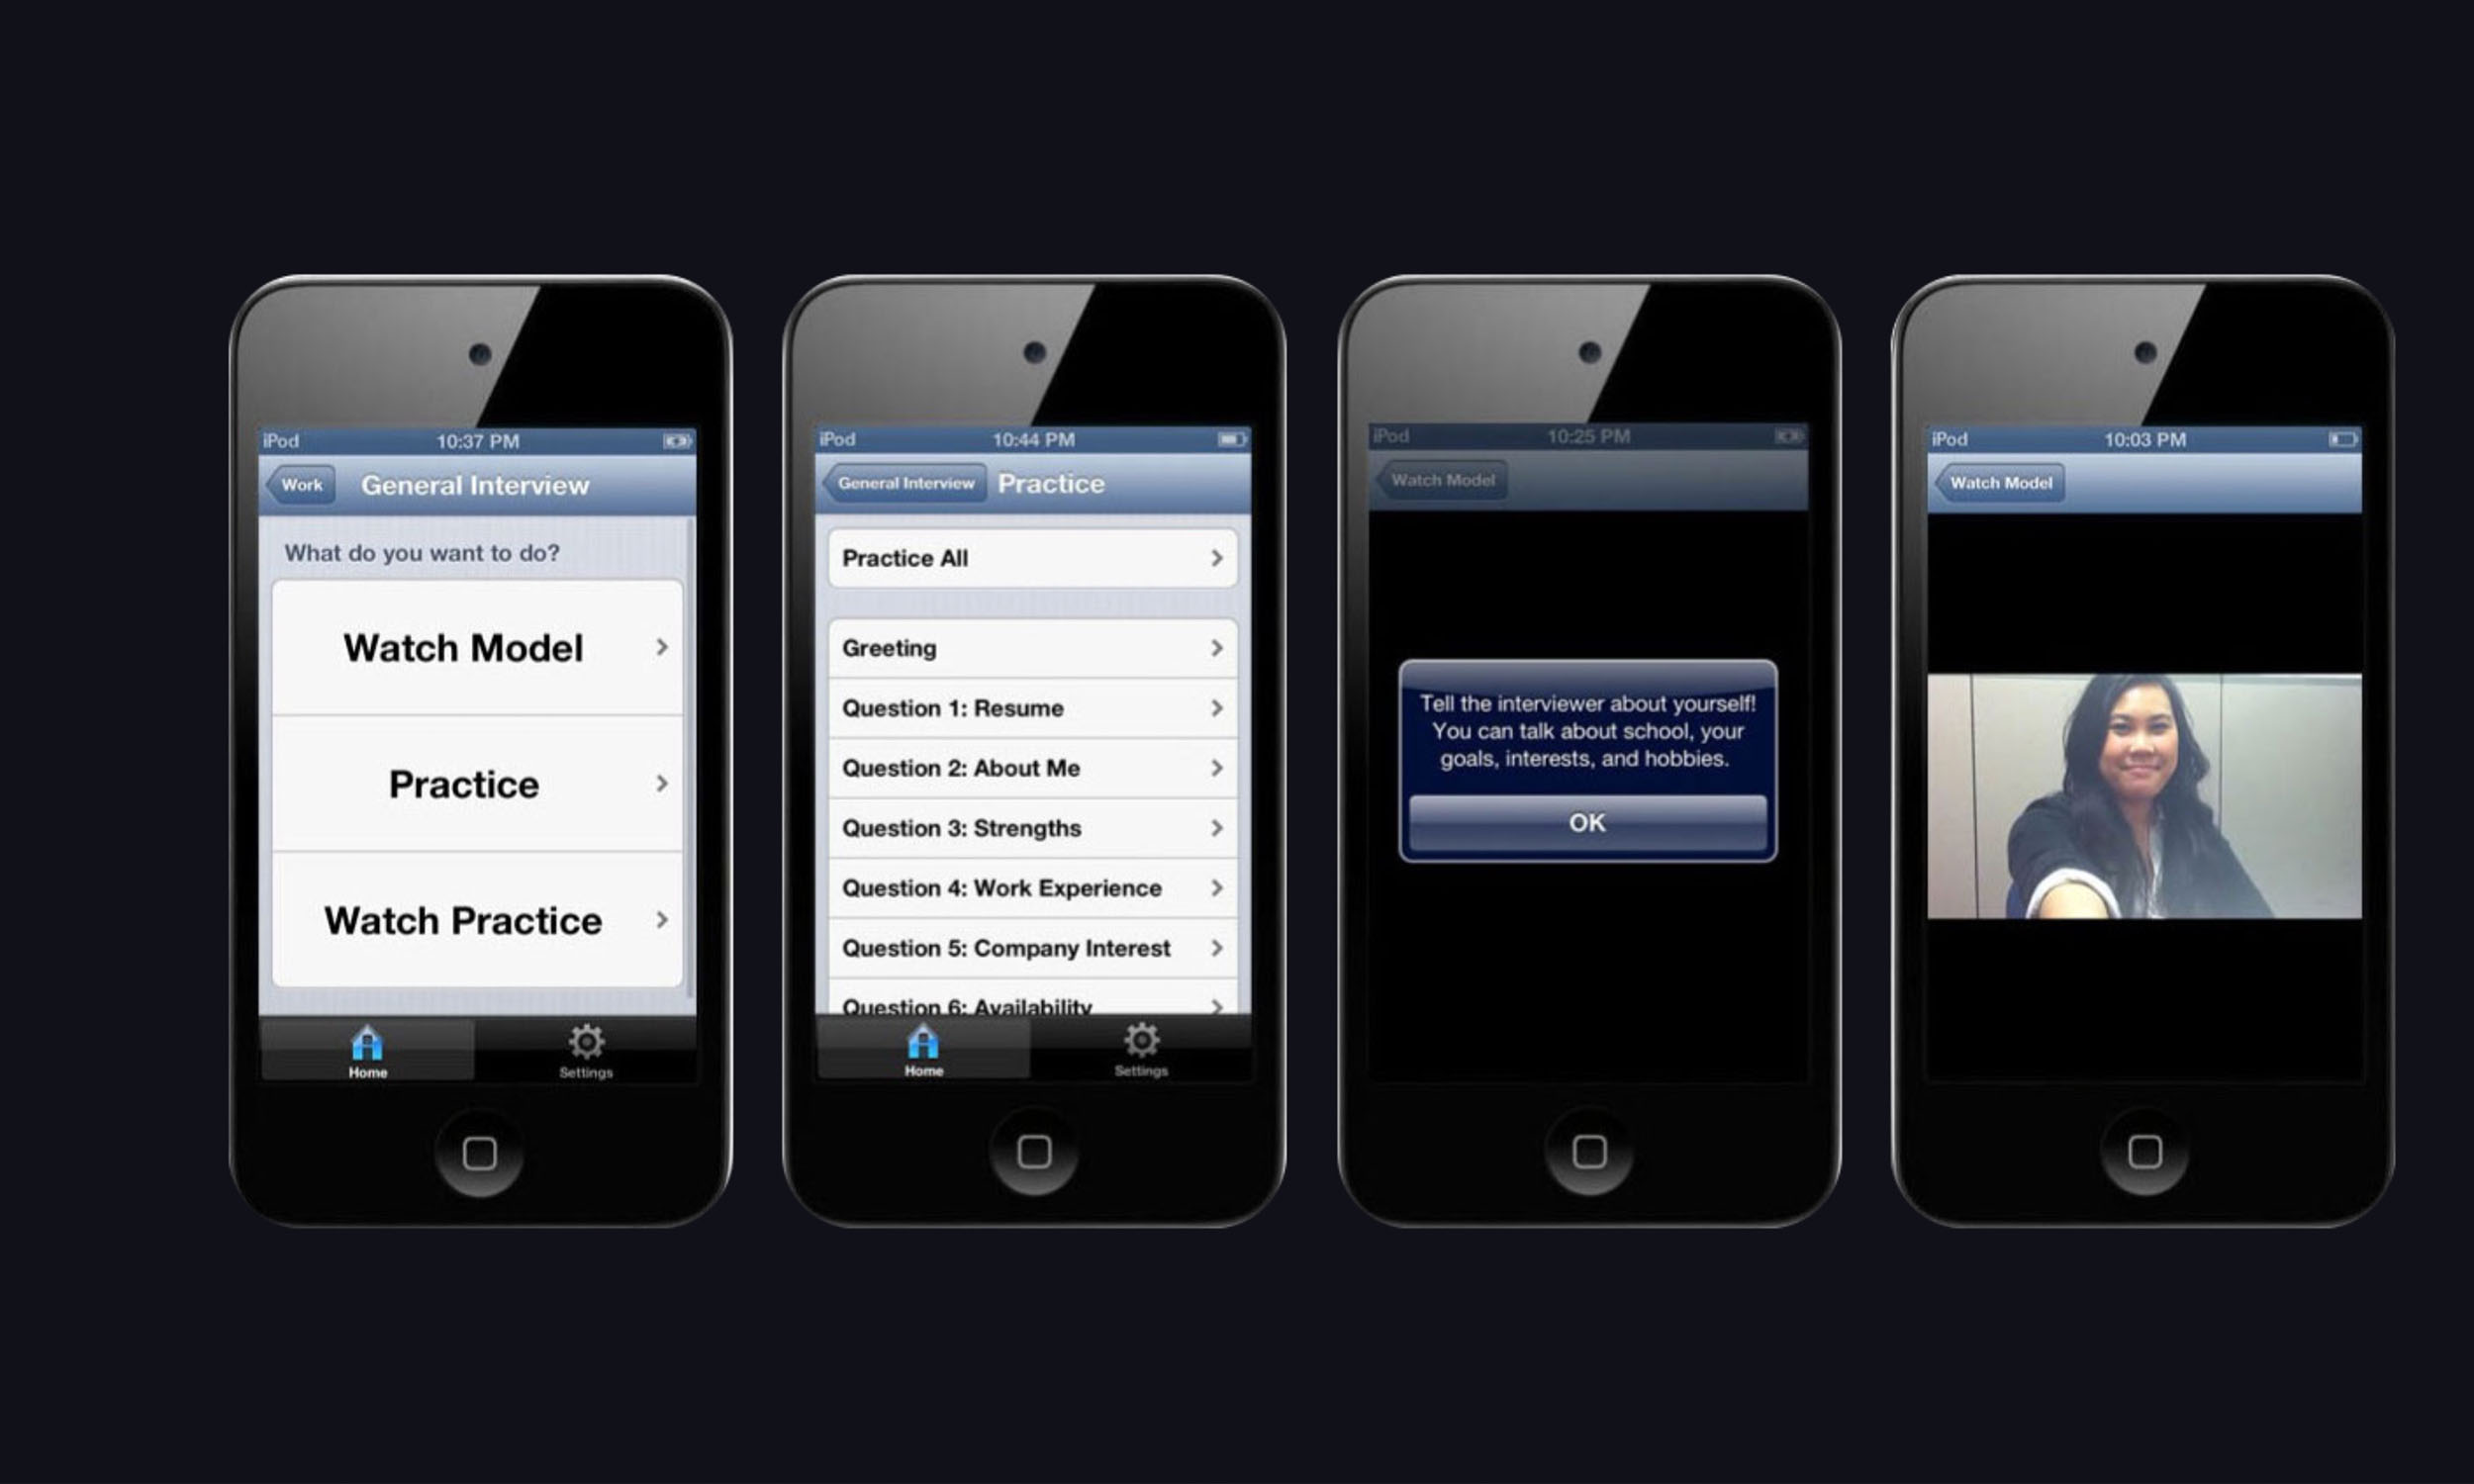 iPod 10:37 PM
Work General Interview
What do you want to do?
Watch Model
Practice
Watch Practice
Home Settings
iPod 10:44 PM
General Interview Practice
Practice All
Greeting
Question 1: Resume
Question 2: About Me
Question 3: Strengths
Question 4: Work Experience
Question 5: Company Interest
Question 6: Availability
Home Settings
iPod 10:25 PM
Watch Model
Tell the interviewer about yourself!
You can talk about school, your
goals, interests, and hobbies.
OK
iPod 10:03 PM
Watch Model